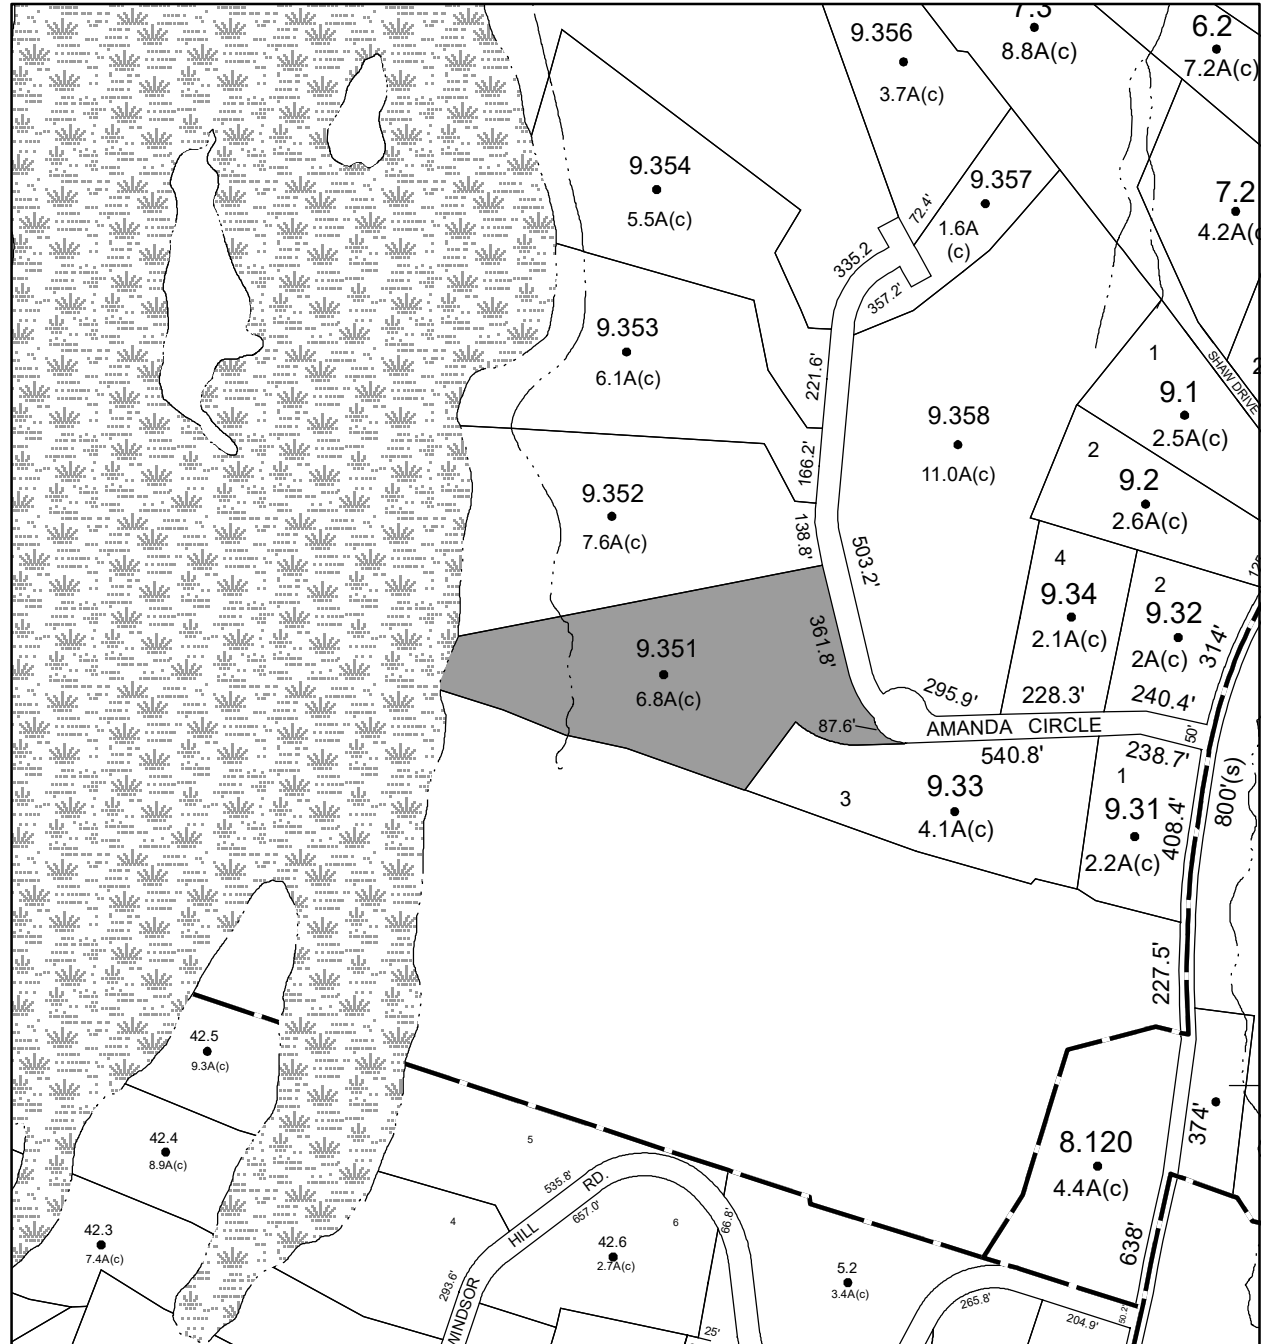 9.356
3.7A(c)
7.3
8.8A(c)
6.2
7.2A(c)
9.354
5.5A(c)
9.357
1.6A
(c)
72.4'
7.2
4.2A(c
335.2
357.2'
9.353
6.1A(c)
221.6'
SHAW DRIVE
1
9.1
2.5A(c)
2
9.358
11.0A(c)
2
9.2
2.6A(c)
166.2'
9.352
7.6A(c)
138.8'
503.2'
4
9.34
2.1A(c)
2
9.32
2A(c)
314'
361.8'
9.351
6.8A(c)
295.9'
228.3'
240.4'
87.6'
AMANDA CIRCLE
50'
540.8'
238.7'
800'(s)
3
9.33
4.1A(c)
1
9.31
2.2A(c)
408.4'
227.5'
42.5
9.3A(c)
42.4
8.9A(c)
5
374'
8.120
4.4A(c)
535.8'
HILL RD.
657.0'
66.8'
4
6
42.3
7.4A(c)
42.6
2.7A(c)
638'
5.2
3.4A(c)
293.6'
WINDSOR
265.8'
204.9'
50.2'
25'